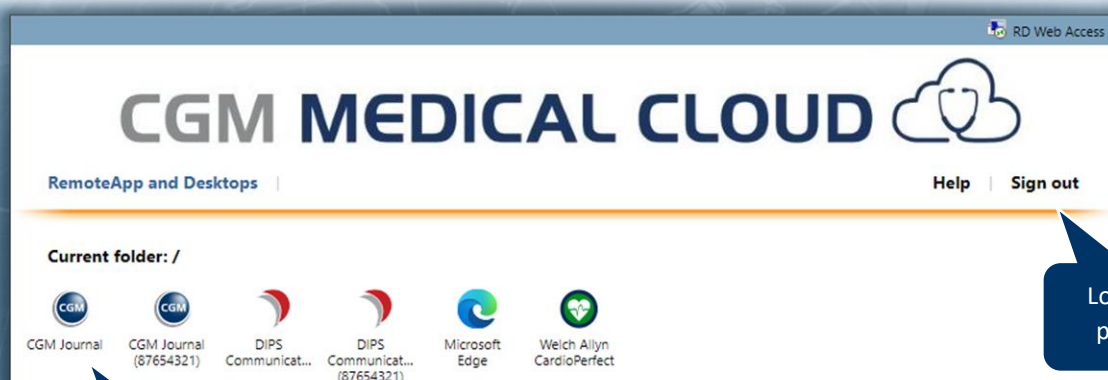 RD Web Access
CGM MEDICAL CLOUD
RemoteApp and Desktops
Help | Sign out
Current folder: /
CGM CGM
CGM Journal
CGM Journal
(87654321)
DIPS
Communicat...
DIPS
Communicat...
(87654321)
Microsoft
Edge
Welch Allyn
CardioPerfect